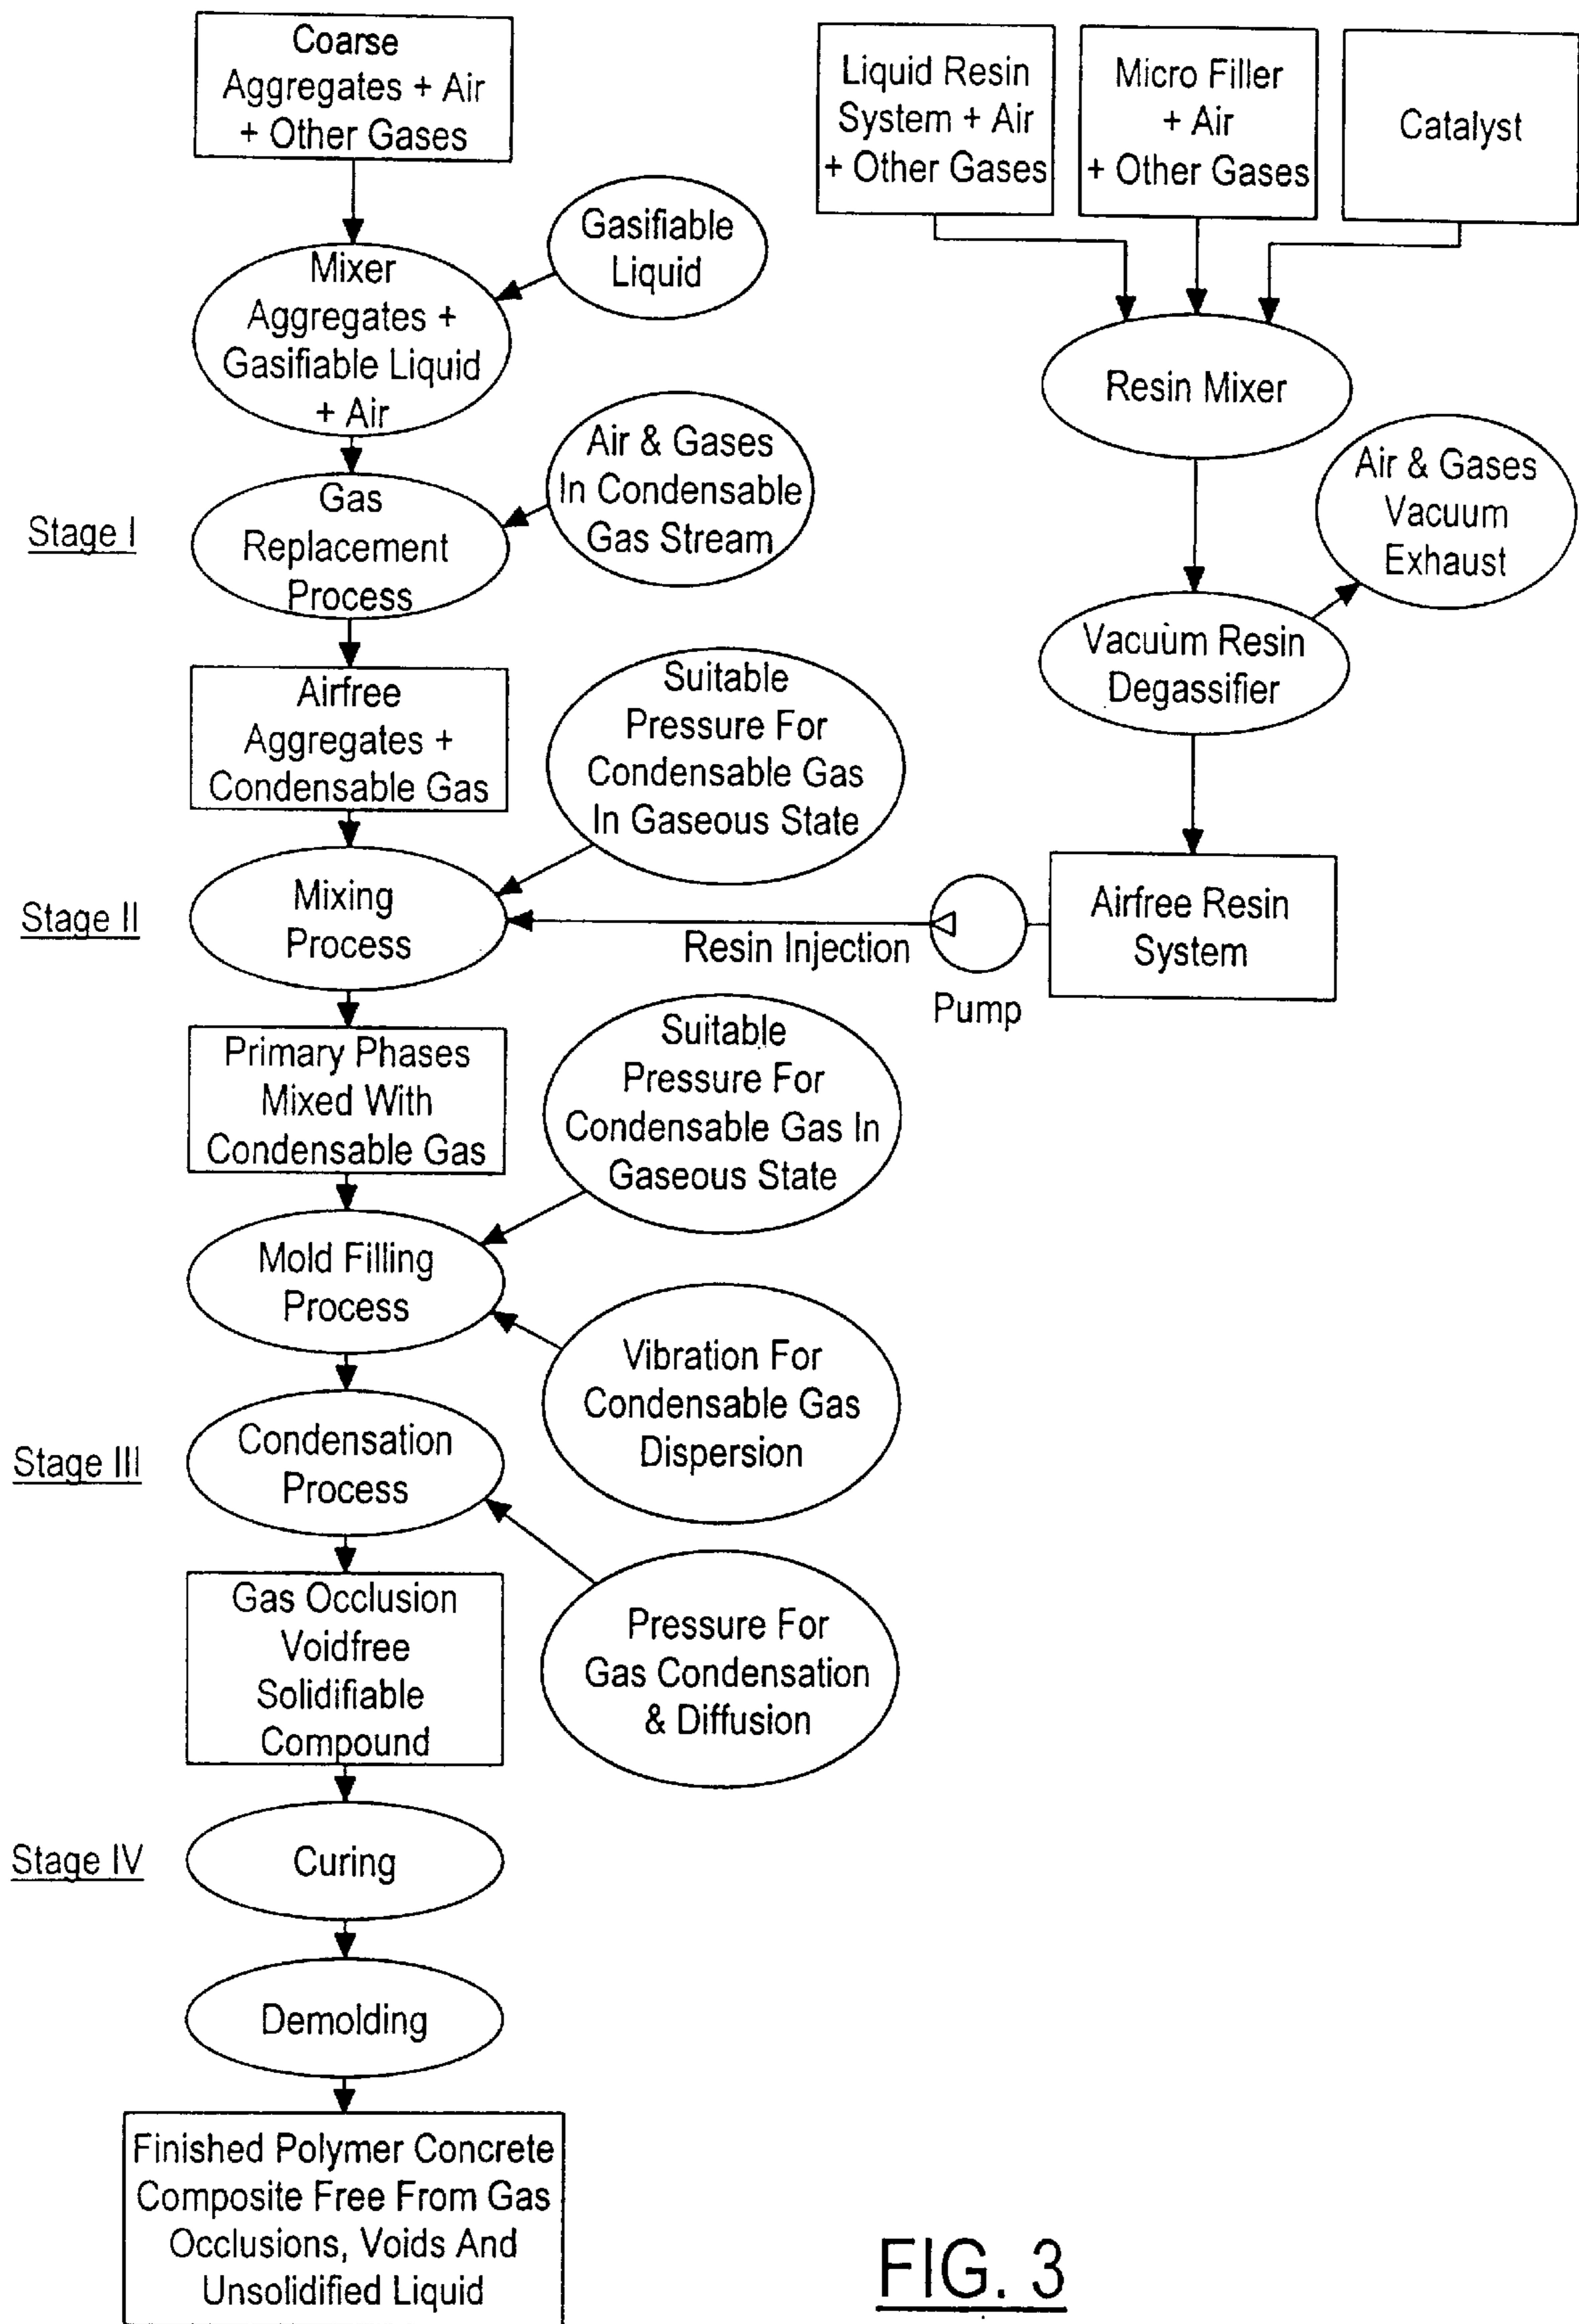 Coarse
Aggregates + Air
+ Other Gases
Liquid Resin
System + Air
+ Other Gases
Micro Filler
+ Air
+ Other Gases
Catalyst
Mixer
Aggregates +
Gasifiable Liquid
+ Air
Gasifiable
Liquid
Resin Mixer
Stage I
Gas
Replacement
Process
Air & Gases
In Condensable
Gas Stream
Air & Gases
Vacuum
Exhaust
Vacuum Resin
Degassifier
Airfree
Aggregates +
Condensable Gas
Suitable
Pressure For
Condensable Gas
In Gaseous State
Stage II
Mixing
Process
Resin Injection
Pump
Airfree Resin
System
Primary Phases
Mixed With
Condensable Gas
Suitable
Pressure For
Condensable Gas In
Gaseous State
Mold Filling
Process
Vibration For
Condensable Gas
Dispersion
Stage III
Condensation
Process
Gas Occlusion
Voidfree
Solidifiable
Compound
Pressure For
Gas Condensation
& Diffusion
Stage IV
Curing
Demolding
Finished Polymer Concrete
Composite Free From Gas
Occlusions, Voids And
Unsolidified Liquid
FIG. 3